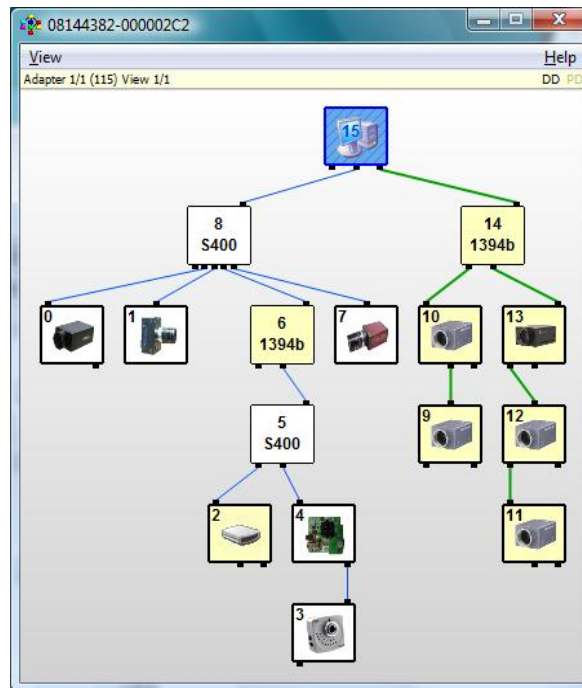 08144382-000002C2
View Help
Adapter 1/1 (115) View 1/1 DD PD
15
8
S400
14
1394b
0
1
6
1394b
7
10
13
5
S400
9
12
2
4
11
3